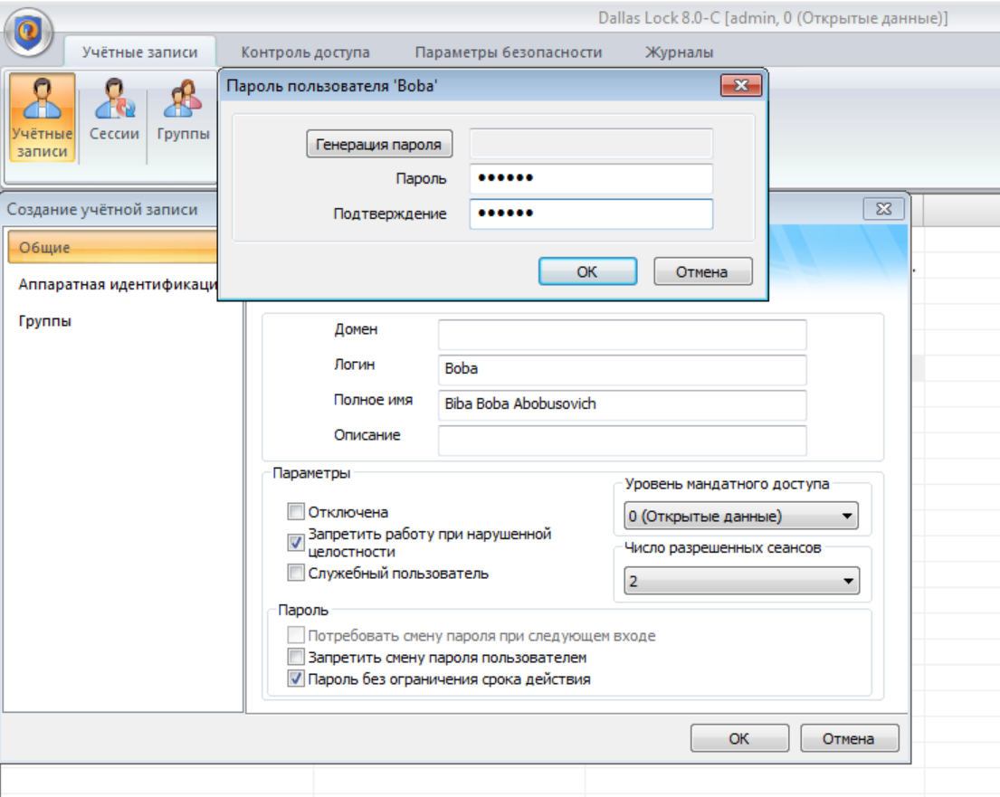 Dallas Lock 8.0-C [admin, 0 (Открытые данные)]
Учётные записи Контроль доступа Параметры безопасности Журналы
Учётные записи
Сессии
Группы
Пароль пользователя 'Boba'
Генерация пароля
Пароль ••••••
Подтверждение ••••••
OK Отмена
Создание учётной записи
Общие
Аппаратная идентификаци
Группы
Домен
Логин Boba
Полное имя Biba Boba Abobusovich
Описание
Параметры
Отключена
Запретить работу при нарушенной
целостности
Служебный пользователь
Уровень мандатного доступа
0 (Открытые данные)
Число разрешенных сеансов
2
Пароль
Потребовать смену пароля при следующем входе
Запретить смену пароля пользователем
Пароль без ограничения срока действия
OK Отмена